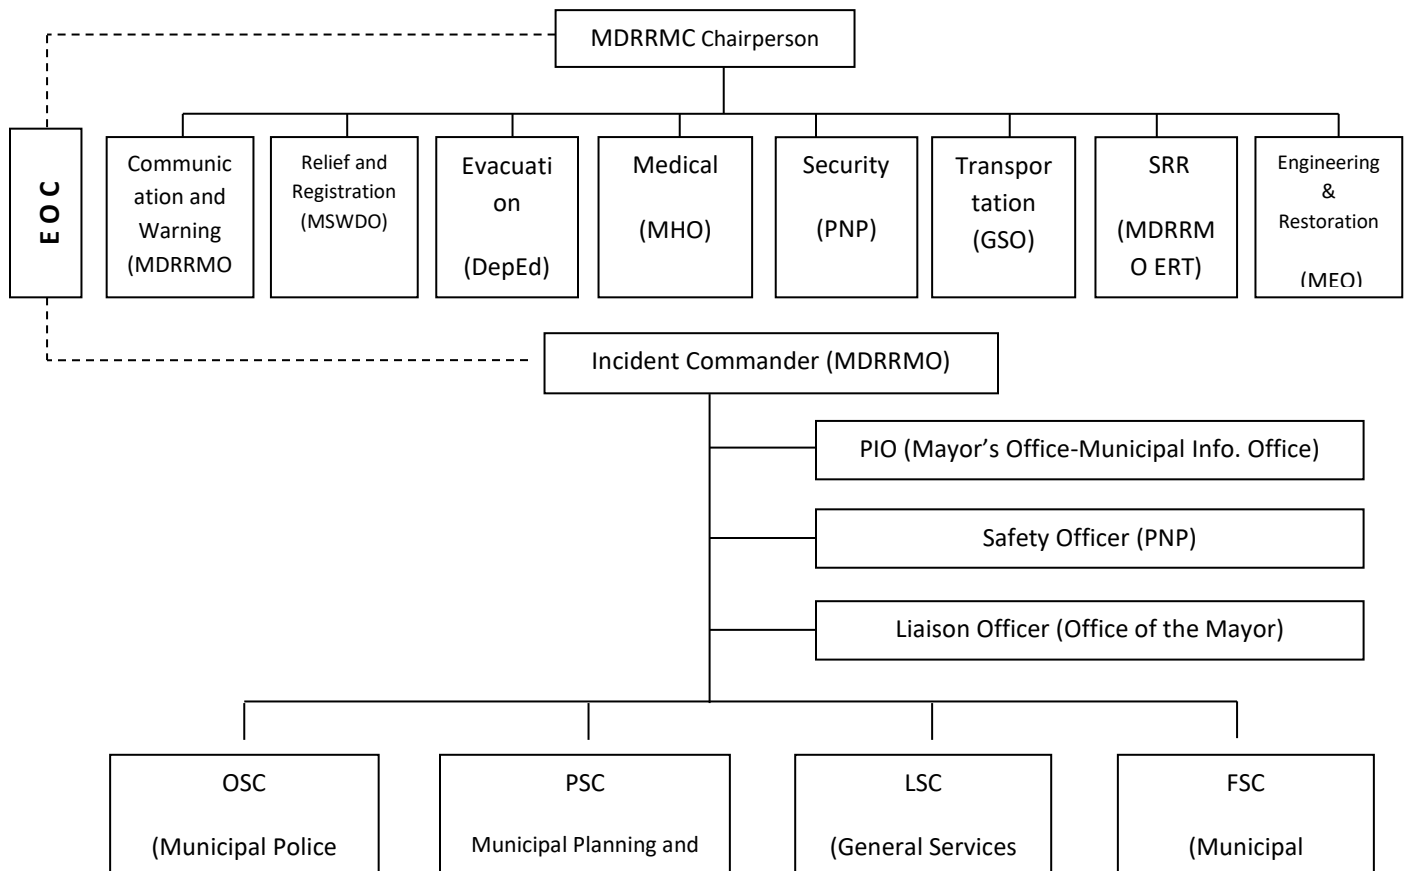 MDRRMC Chairperson
E O C
Communic
ation and
Warning
(MDRRMO
Relief and
Registration
(MSWDO)
Evacuati
on
(DepEd)
Medical
(MHO)
Security
(PNP)
Transpor
tation
(GSO)
SRR
(MDRRM
O ERT)
Engineering
&
Restoration
(MEO)
Incident Commander (MDRRMO)
PIO (Mayor’s Office-Municipal Info. Office)
Safety Officer (PNP)
Liaison Officer (Office of the Mayor)
OSC
(Municipal Police
PSC
Municipal Planning and
LSC
(General Services
FSC
(Municipal